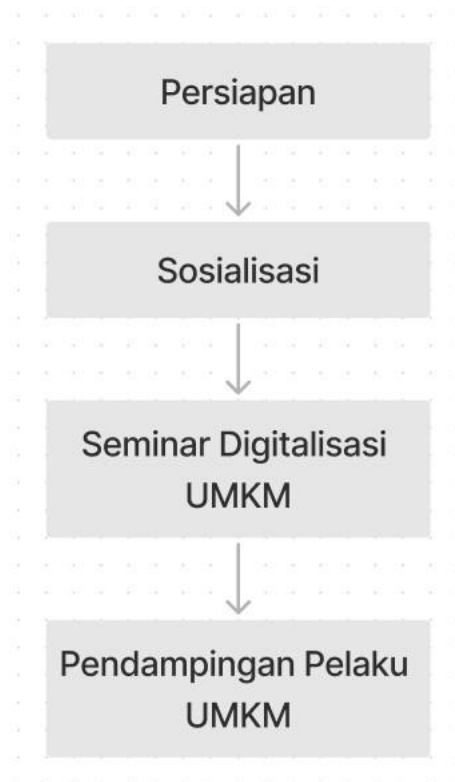 Persiapan
Sosialisasi
Seminar Digitalisasi
UMKM
Pendampingan Pelaku
UMKM